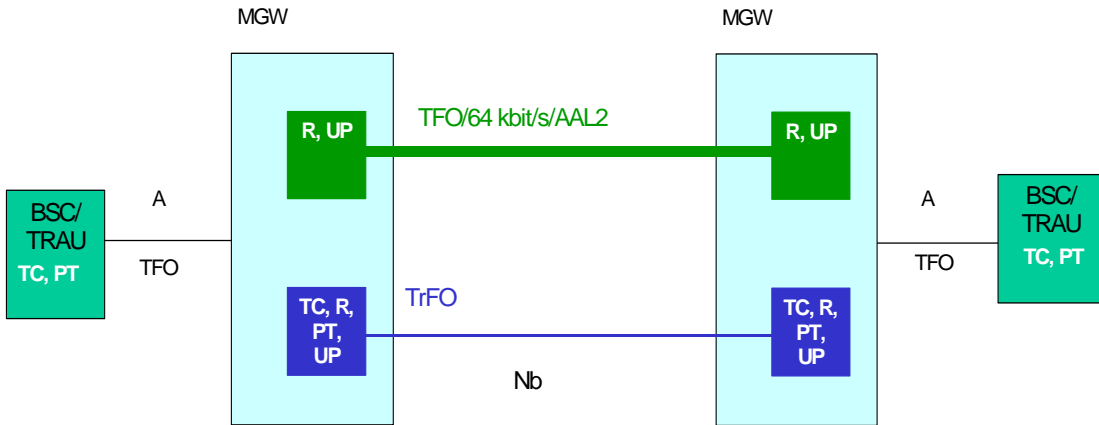 MGW
MGW
R, UP
TFO/64 kbit/s/AAL2
R, UP
BSC/
TRAU
TC, PT
A
TFO
A
TFO
BSC/
TRAU
TC, PT
TC, R,
PT,
UP
TrFO
TC, R,
PT,
UP
Nb